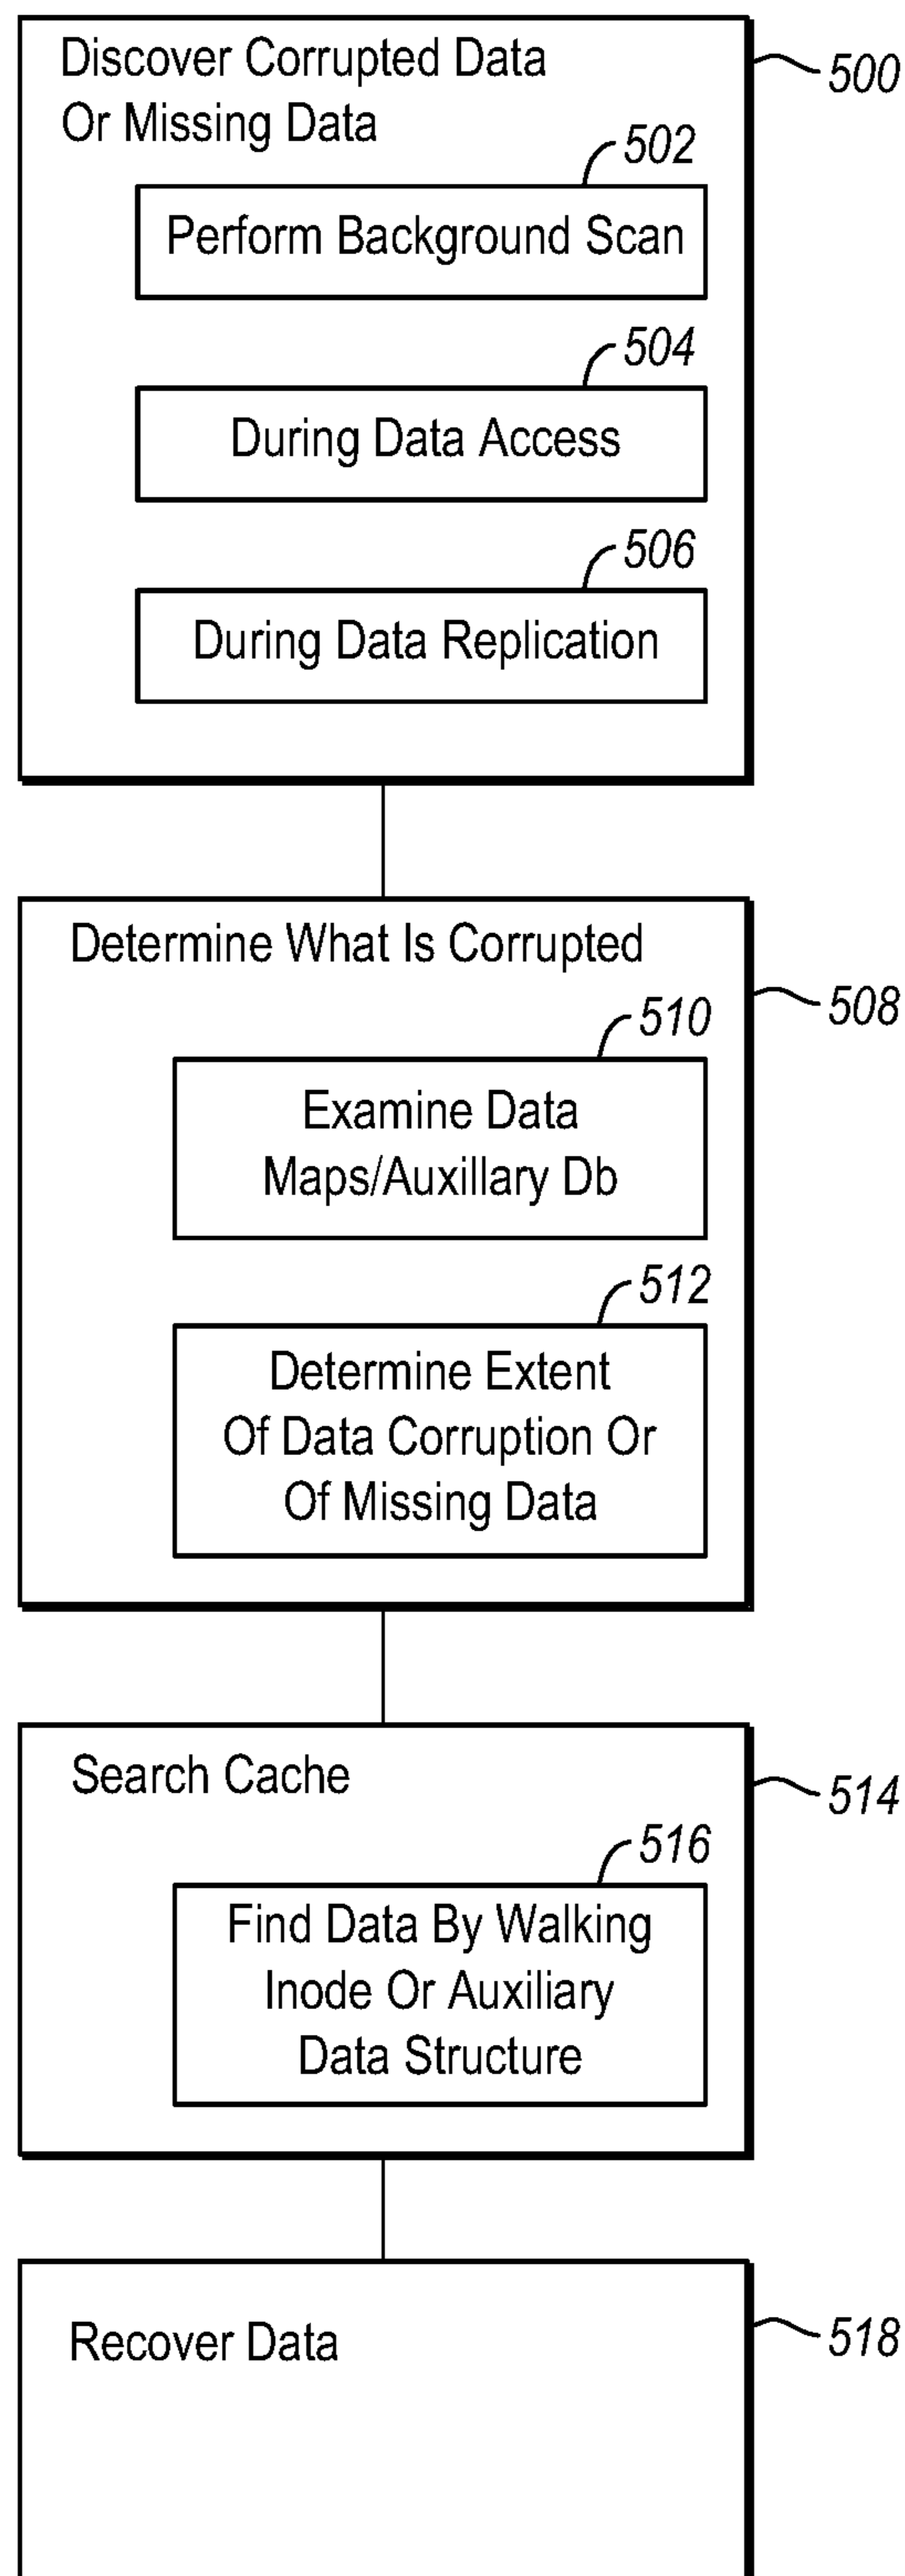 Discover Corrupted Data
Or Missing Data
500
502
Perform Background Scan
504
During Data Access
506
During Data Replication
Determine What Is Corrupted
508
510
Examine Data
Maps/Auxillary Db
512
Determine Extent
Of Data Corruption Or
Of Missing Data
Search Cache
514
516
Find Data By Walking
Inode Or Auxiliary
Data Structure
Recover Data
518